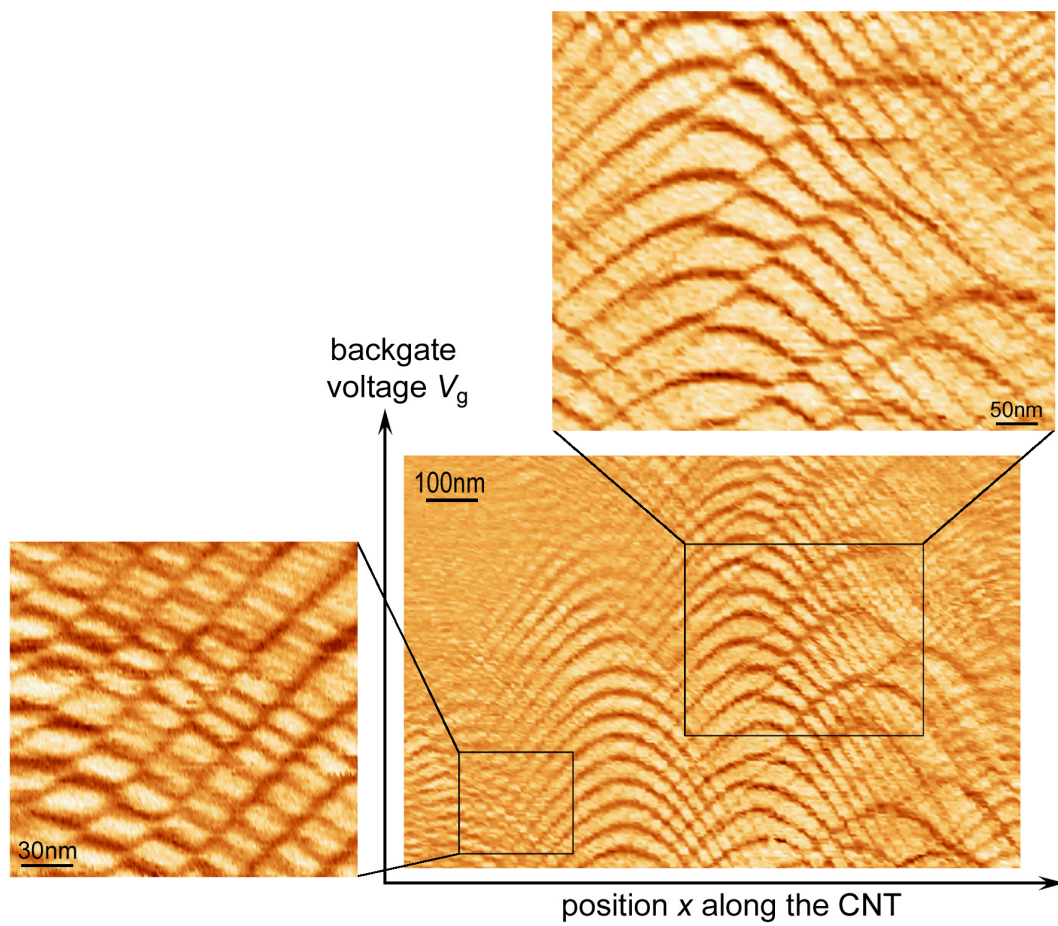 50nm
backgate
voltage Vg
100nm
30nm
position x along the CNT